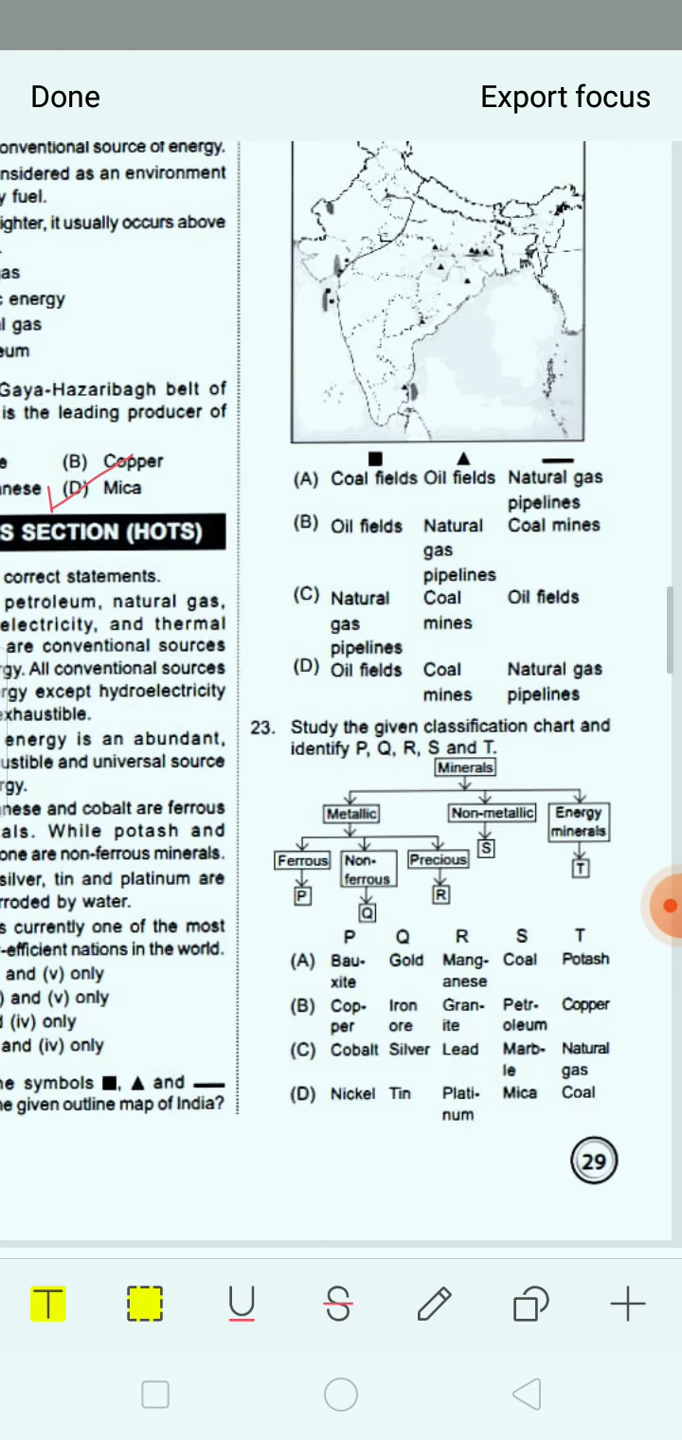 Done
Export focus
onventional source of energy.
nsidered as an environment
y fuel.
ighter, it usually occurs above
.
as
c energy
l gas
eum
Gaya-Hazaribagh belt of
is the leading producer of
e (B) Copper
nese (D) Mica
S SECTION (HOTS)
correct statements.
petroleum, natural gas,
electricity, and thermal
are conventional sources
rgy. All conventional sources
rgy except hydroelectricity
exhaustible.
energy is an abundant,
ustible and universal source
rgy.
nese and cobalt are ferrous
als. While potash and
one are non-ferrous minerals.
silver, tin and platinum are
rroded by water.
s currently one of the most
-efficient nations in the world.
and (v) only
) and (v) only
d (iv) only
and (iv) only
he symbols ■, ▲ and —
he given outline map of India?
■ ▲ —
(A) Coal fields Oil fields Natural gas
pipelines
(B) Oil fields Natural Coal mines
gas
pipelines
(C) Natural Coal Oil fields
gas mines
pipelines
(D) Oil fields Coal Natural gas
mines pipelines
23. Study the given classification chart and
identify P, Q, R, S and T.
Minerals
Metallic Non-metallic Energy
minerals
Ferrous Non- Precious S T
ferrous
P Q R
P Q R S T
(A) Bau- Gold Mang- Coal Potash
xite anese
(B) Cop- Iron Gran- Petr- Copper
per ore ite oleum
(C) Cobalt Silver Lead Marb- Natural
le gas
(D) Nickel Tin Plati- Mica Coal
num
29
T U S